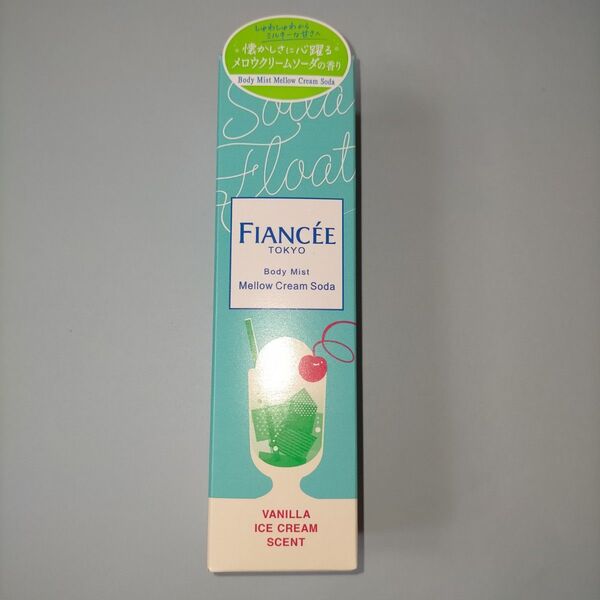 しゅわしゅわから
ミルキーな甘さへ
懐かしさに心躍る
メロウクリームソーダの香り
Body Mist Mellow Cream Soda
Soda
Float
FIANCÉE
TOKYO
Body Mist
Mellow Cream Soda
VANILLA
ICE CREAM
SCENT